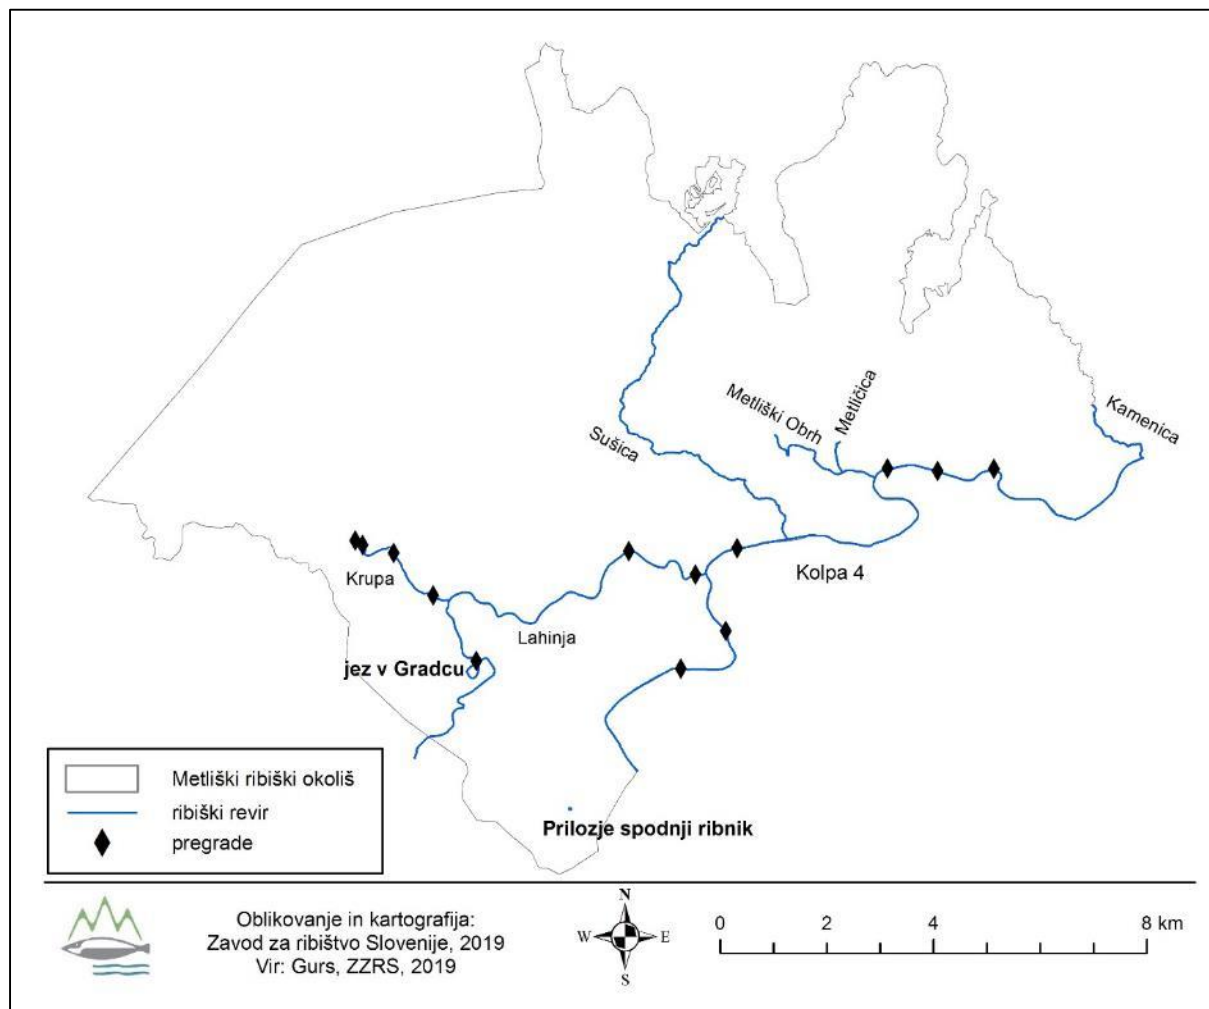 Kamenica
Metličica
Metliški Obrh
Sušica
Kolpa 4
Krupa
Lahinja
jez v Gradcu
Prilozje spodnji ribnik
Metliški ribiški okoliš
ribiški revir
pregrade
Oblikovanje in kartografija:
Zavod za ribištvo Slovenije, 2019
Vir: Gurs, ZZRS, 2019
N
W
E
S
0 2 4 8 km